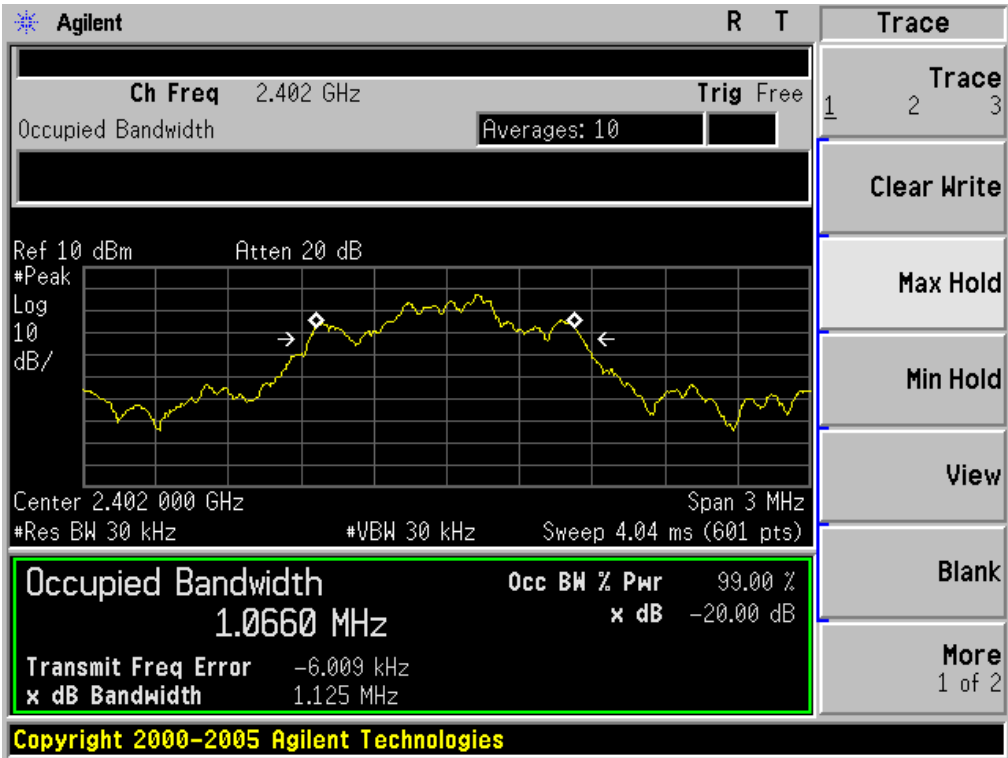 Agilent R T
Ch Freq 2.402 GHz Trig Free
Occupied Bandwidth Averages: 10
Ref 10 dBm Atten 20 dB
#Peak
Log
10
dB/
Center 2.402 000 GHz Span 3 MHz
#Res BW 30 kHz #VBW 30 kHz Sweep 4.04 ms (601 pts)
Occupied Bandwidth Occ BW % Pwr 99.00 %
1.0660 MHz x dB -20.00 dB
Transmit Freq Error -6.009 kHz
x dB Bandwidth 1.125 MHz
Copyright 2000-2005 Agilent Technologies
Trace
Trace
1 2 3
Clear Write
Max Hold
Min Hold
View
Blank
More
1 of 2